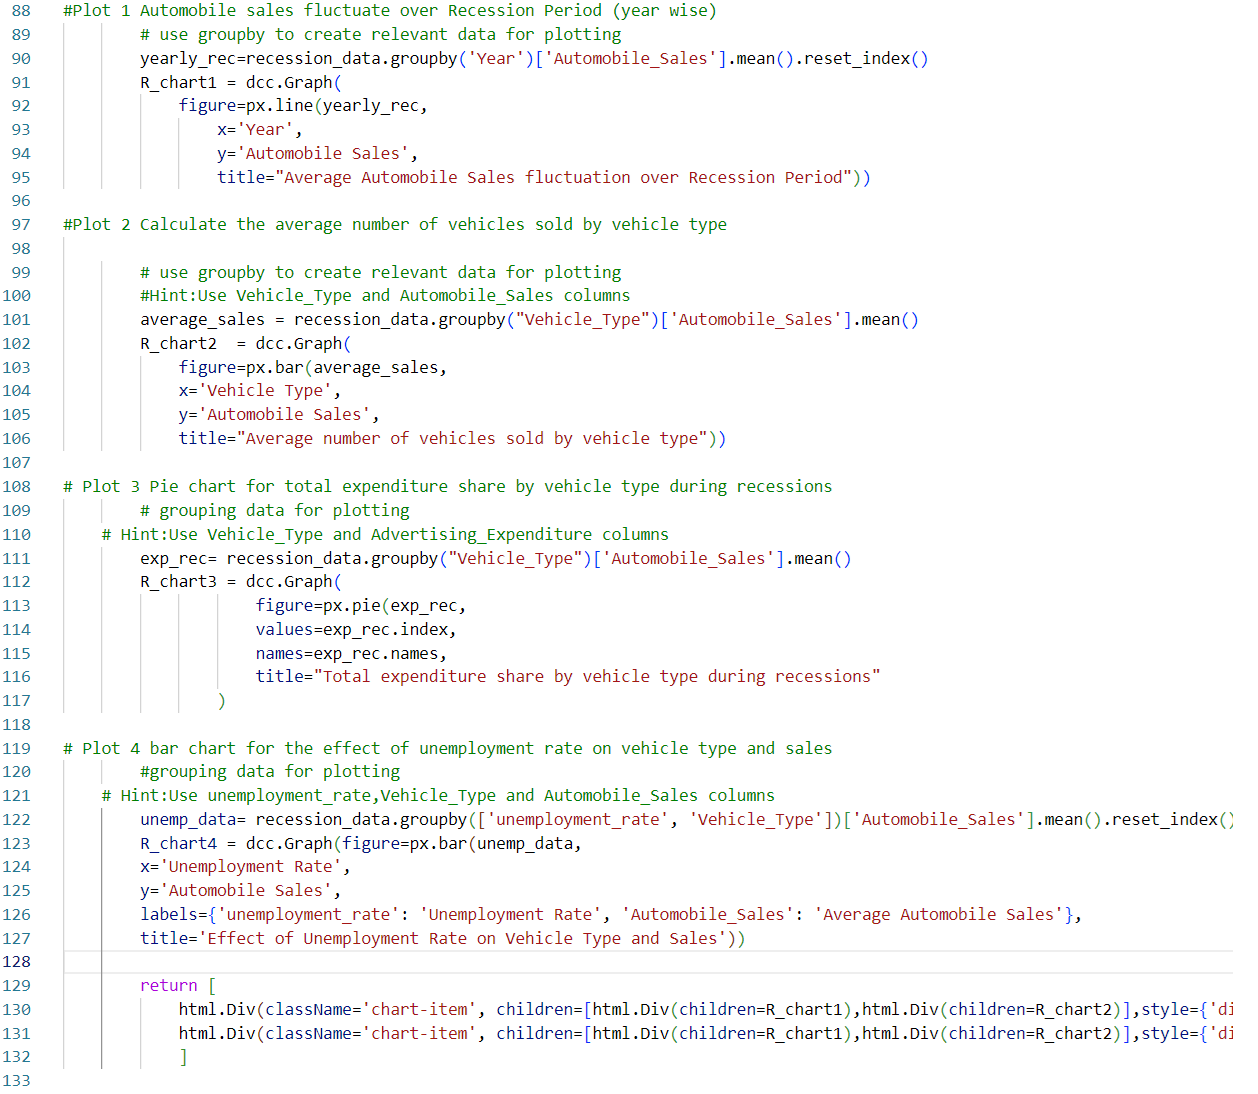 88 #Plot 1 Automobile sales fluctuate over Recession Period (year wise)
89 # use groupby to create relevant data for plotting
90 yearly_rec=recession_data.groupby('Year')['Automobile_Sales'].mean().reset_index()
91 R_chart1 = dcc.Graph(
92 figure=px.line(yearly_rec,
93 x='Year',
94 y='Automobile Sales',
95 title="Average Automobile Sales fluctuation over Recession Period"))
96
97 #Plot 2 Calculate the average number of vehicles sold by vehicle type
98
99 # use groupby to create relevant data for plotting
100 #Hint:Use Vehicle_Type and Automobile_Sales columns
101 average_sales = recession_data.groupby("Vehicle_Type")['Automobile_Sales'].mean()
102 R_chart2  = dcc.Graph(
103 figure=px.bar(average_sales,
104 x='Vehicle Type',
105 y='Automobile Sales',
106 title="Average number of vehicles sold by vehicle type"))
107
108 # Plot 3 Pie chart for total expenditure share by vehicle type during recessions
109 # grouping data for plotting
110 # Hint:Use Vehicle_Type and Advertising_Expenditure columns
111 exp_rec= recession_data.groupby("Vehicle_Type")['Automobile_Sales'].mean()
112 R_chart3 = dcc.Graph(
113 figure=px.pie(exp_rec,
114 values=exp_rec.index,
115 names=exp_rec.names,
116 title="Total expenditure share by vehicle type during recessions"
117 )
118
119 # Plot 4 bar chart for the effect of unemployment rate on vehicle type and sales
120 #grouping data for plotting
121 # Hint:Use unemployment_rate,Vehicle_Type and Automobile_Sales columns
122 unemp_data= recession_data.groupby(['unemployment_rate', 'Vehicle_Type'])['Automobile_Sales'].mean().reset_index()
123 R_chart4 = dcc.Graph(figure=px.bar(unemp_data,
124 x='Unemployment Rate',
125 y='Automobile Sales',
126 labels={'unemployment_rate': 'Unemployment Rate', 'Automobile_Sales': 'Average Automobile Sales'},
127 title='Effect of Unemployment Rate on Vehicle Type and Sales'))
128
129 return [
130 html.Div(className='chart-item', children=[html.Div(children=R_chart1),html.Div(children=R_chart2)],style={'di
131 html.Div(className='chart-item', children=[html.Div(children=R_chart1),html.Div(children=R_chart2)],style={'di
132 ]
133